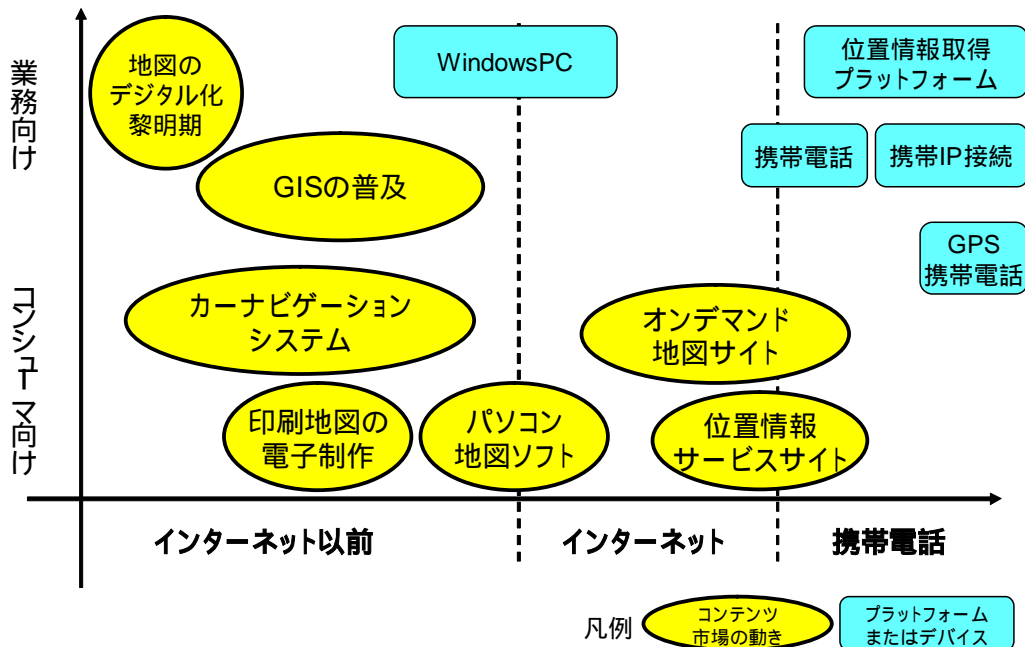 業務向け
コンシューマ向け
地図の
デジタル化
黎明期
WindowsPC
位置情報取得
プラットフォーム
携帯電話
携帯IP接続
GISの普及
GPS
携帯電話
カーナビゲーション
システム
オンデマンド
地図サイト
印刷地図の
電子制作
パソコン
地図ソフト
位置情報
サービスサイト
インターネット以前
インターネット
携帯電話
凡例
コンテンツ
市場の動き
プラットフォーム
またはデバイス